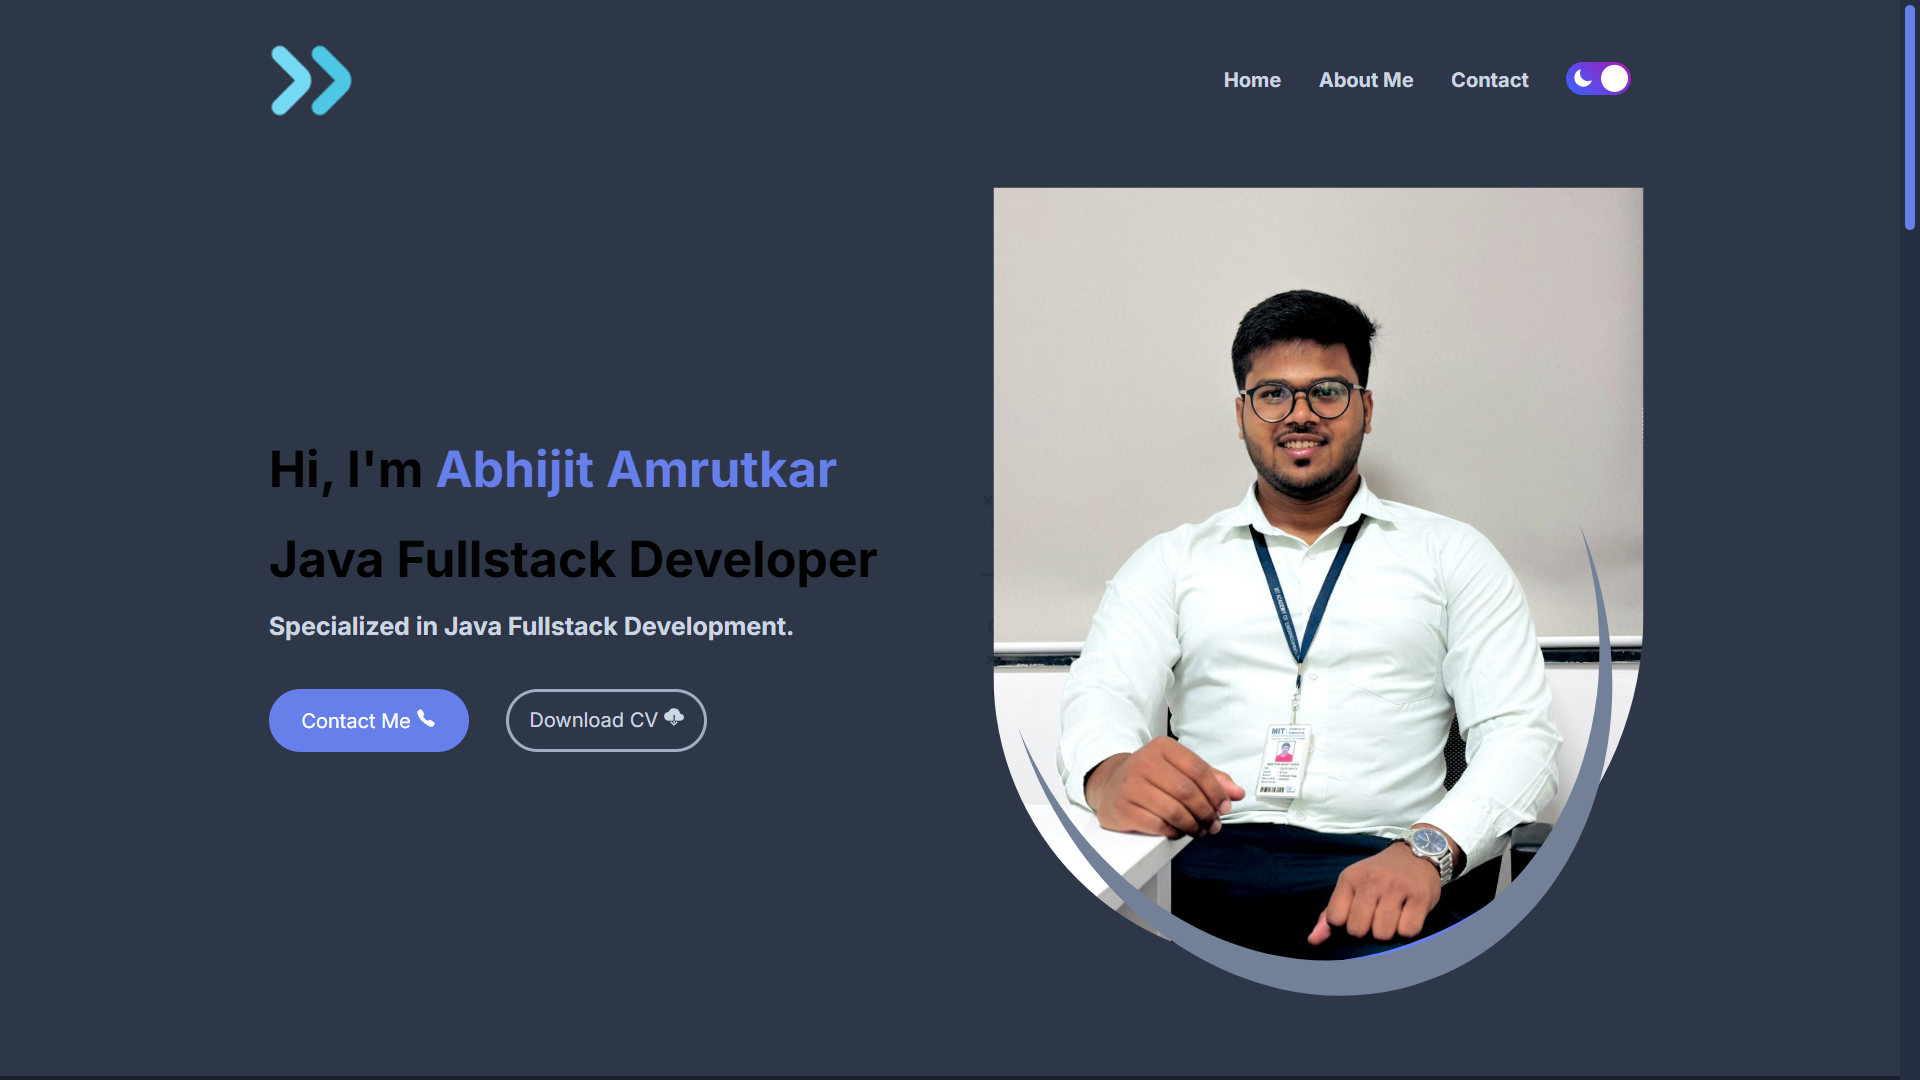 Home
About Me
Contact
Hi, I'm Abhijit Amrutkar
Java Fullstack Developer
Specialized in Java Fullstack Development.
Contact Me
Download CV
MIT